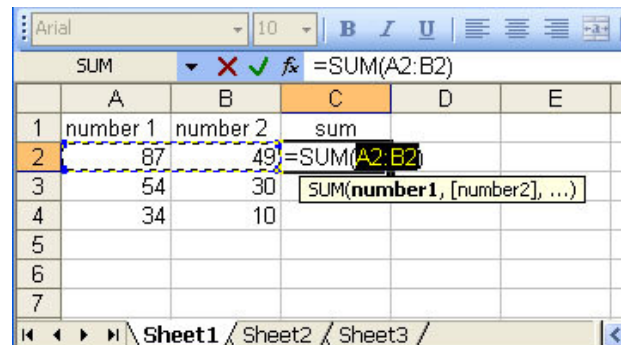 Arial 10 B I U
SUM =SUM(A2:B2)
A B C D E
1 number 1 number 2 sum
2 87 49 =SUM(A2:B2)
3 54 30 SUM(number1, [number2], ...)
4 34 10
5
6
7
Sheet1 Sheet2 Sheet3